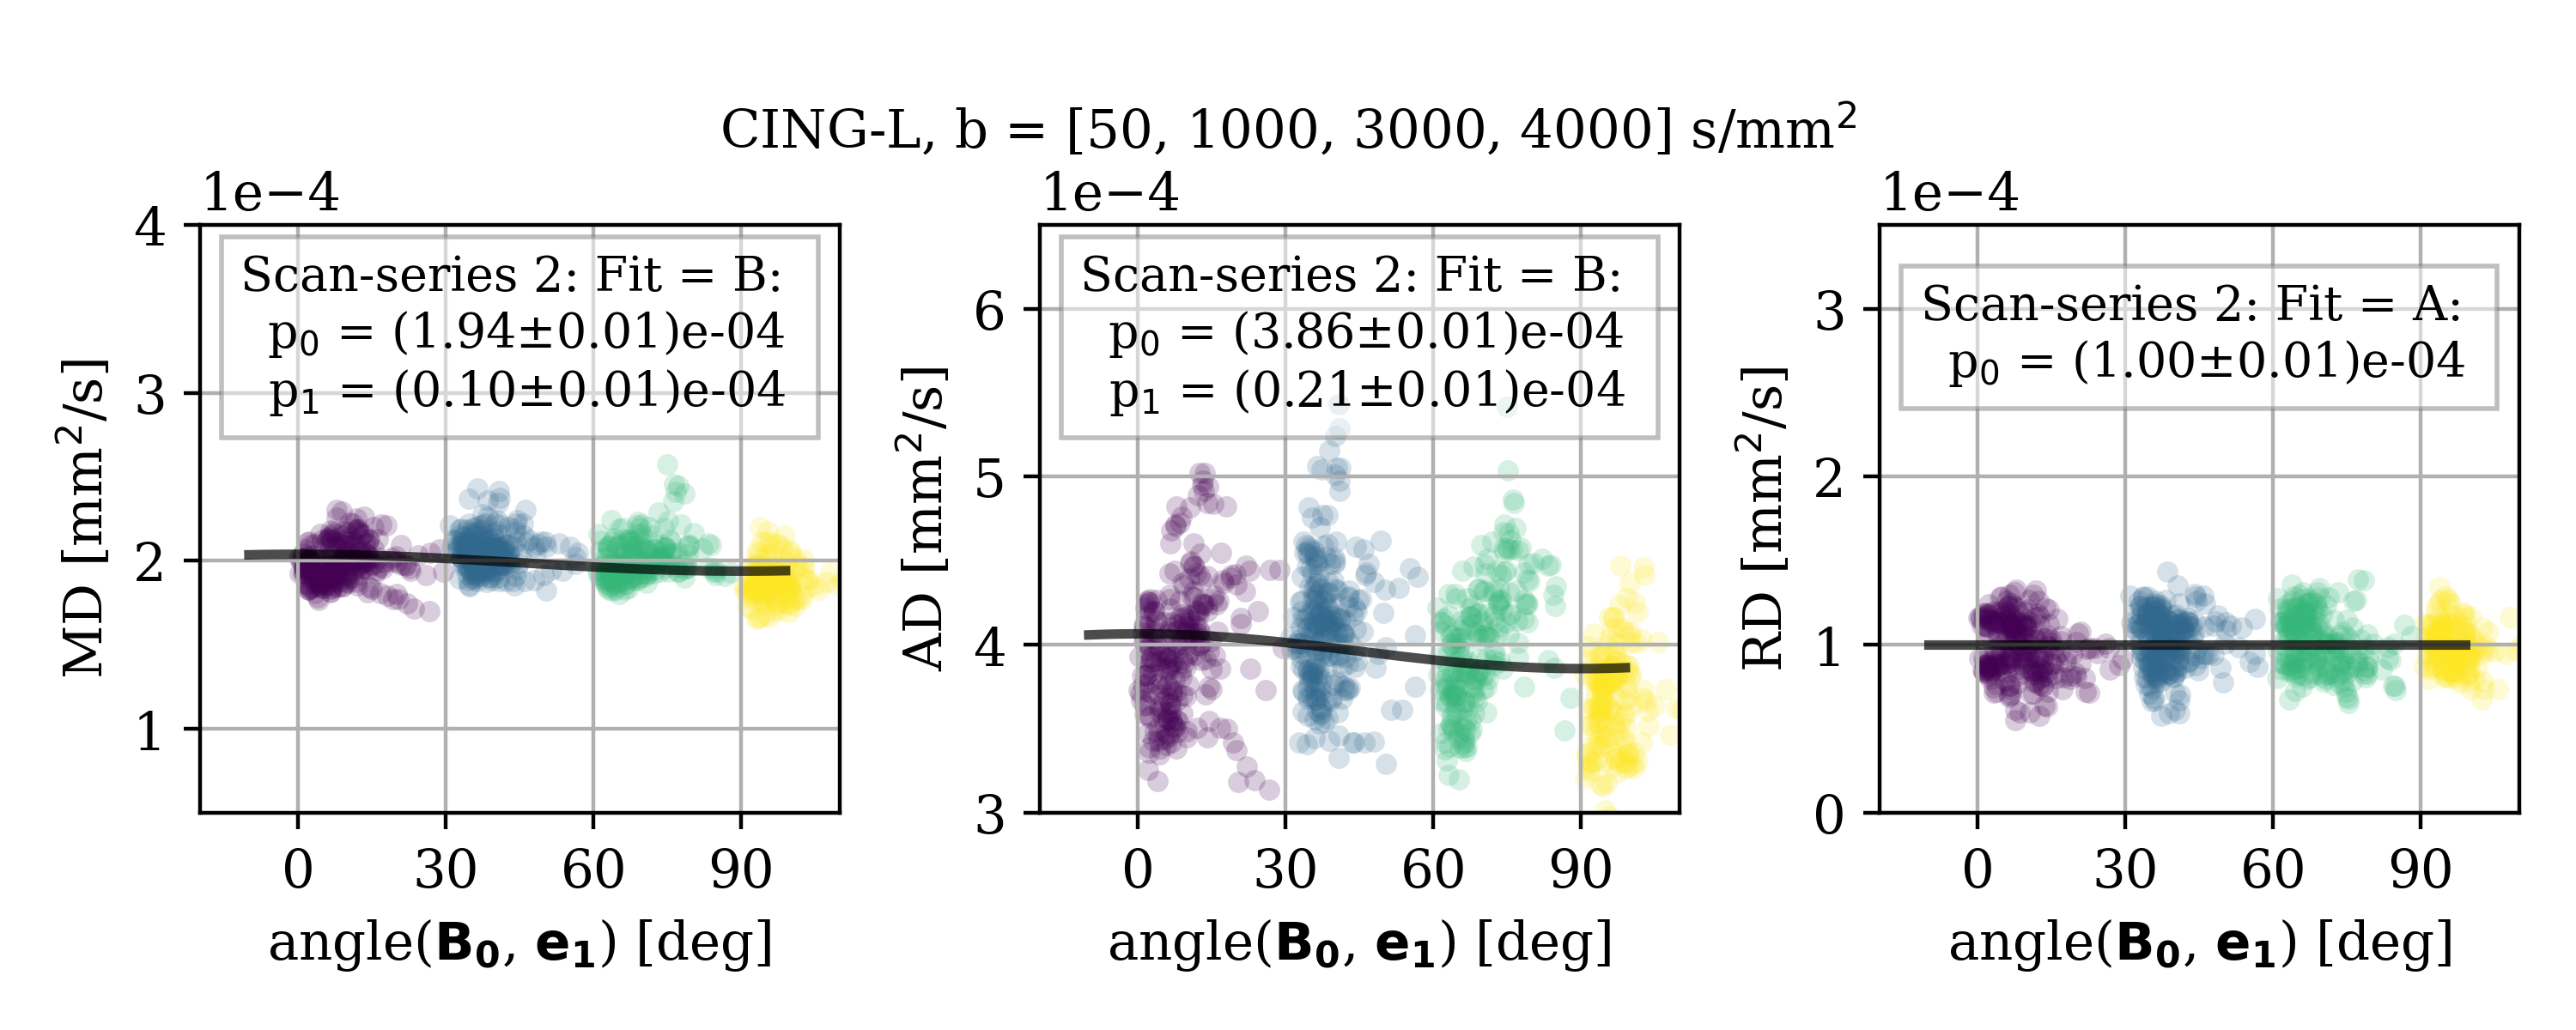 CING-L, b = [50, 1000, 3000, 4000] s/mm²
1e−4
4
3
2
1
MD [mm²/s]
Scan-series 2: Fit = B:
p₀ = (1.94±0.01)e-04
p₁ = (0.10±0.01)e-04
0 30 60 90
angle(B₀, e₁) [deg]
1e−4
6
5
4
3
AD [mm²/s]
Scan-series 2: Fit = B:
p₀ = (3.86±0.01)e-04
p₁ = (0.21±0.01)e-04
0 30 60 90
angle(B₀, e₁) [deg]
1e−4
3
2
1
0
RD [mm²/s]
Scan-series 2: Fit = A:
p₀ = (1.00±0.01)e-04
0 30 60 90
angle(B₀, e₁) [deg]